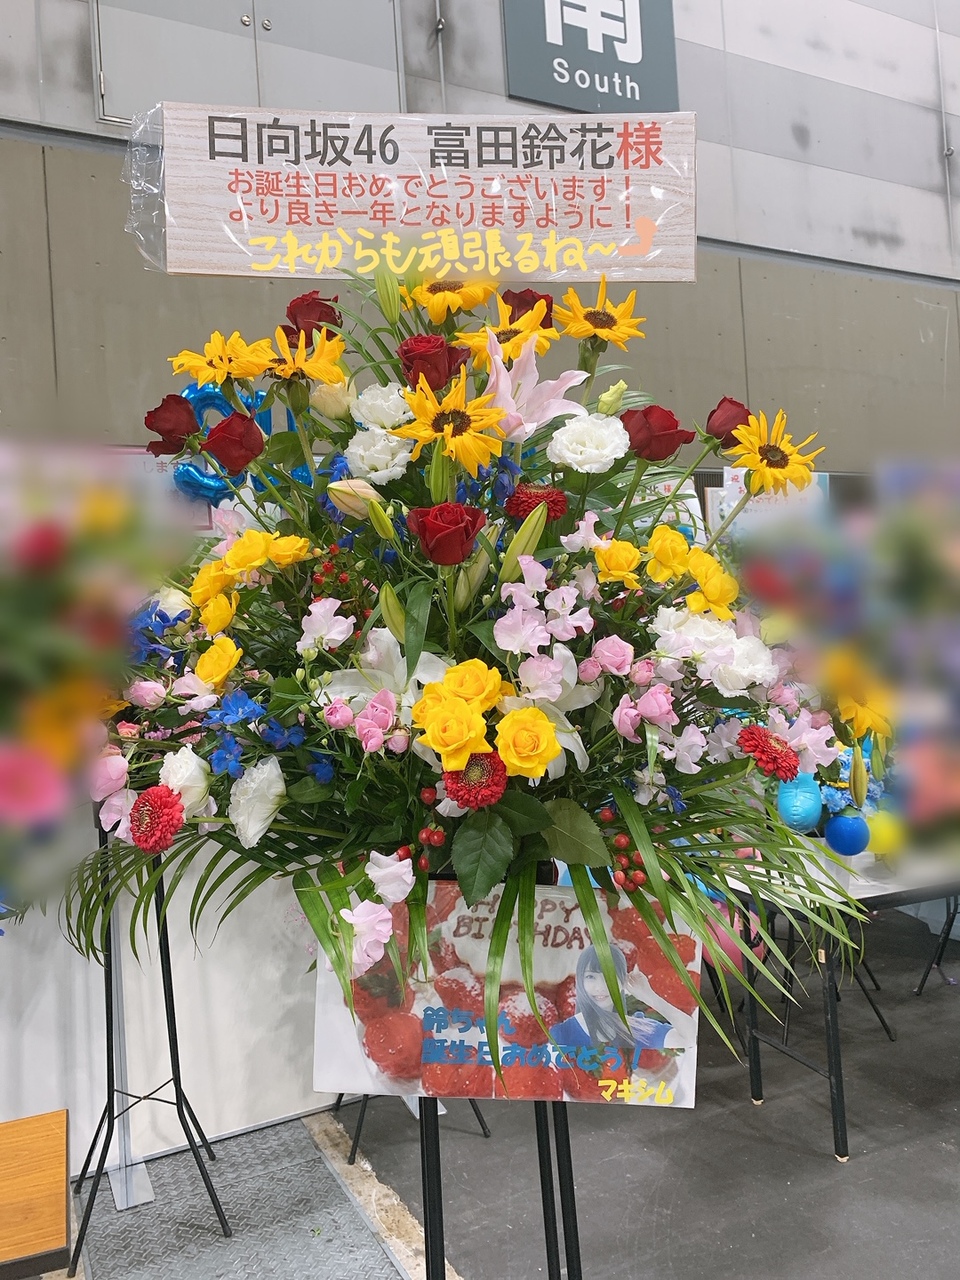 南
South
日向坂46 富田鈴花様
お誕生日おめでとうございます!
より良き一年となりますように!
これからも頑張るね〜
HAPPY
BIRTHDAY
鈴ちゃん
誕生日おめでとう!
マキシム